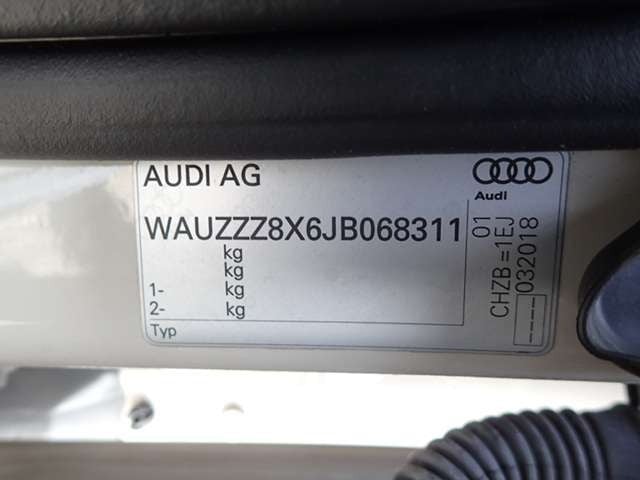 AUDI AG
Audi
WAUZZZ8X6JB068311
kg
kg
1- kg
2- kg
Typ
01
CHZB =1EJ
-----032018